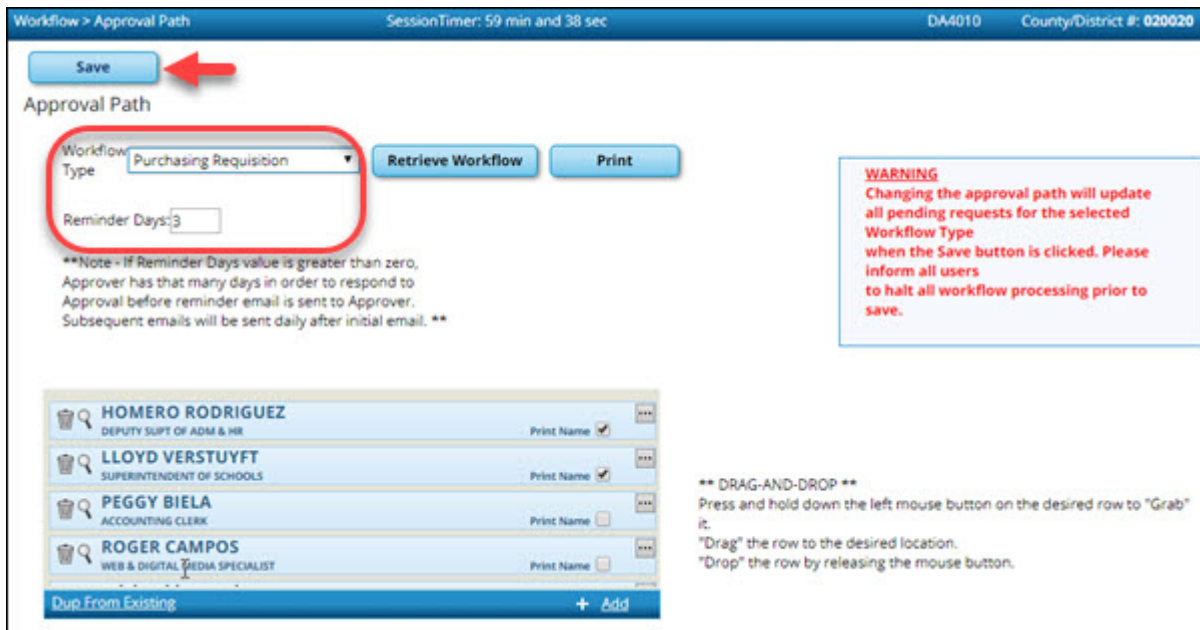 Workflow > Approval Path SessionTimer: 59 min and 38 sec DA4010 County/District #: 020020
Save
Approval Path
Workflow Type Purchasing Requisition Retrieve Workflow Print
Reminder Days: 3
**Note - If Reminder Days value is greater than zero,
Approver has that many days in order to respond to
Approval before reminder email is sent to Approver.
Subsequent emails will be sent daily after initial email. **
WARNING
Changing the approval path will update
all pending requests for the selected
Workflow Type
when the Save button is clicked. Please
inform all users
to halt all workflow processing prior to
save.
HOMERO RODRIGUEZ
DEPUTY SUPT OF ADM & HR Print Name
LLOYD VERSTUYFT
SUPERINTENDENT OF SCHOOLS Print Name
PEGGY BIELA
ACCOUNTING CLERK Print Name
ROGER CAMPOS
WEB & DIGITAL MEDIA SPECIALIST Print Name
Dup From Existing + Add
** DRAG-AND-DROP **
Press and hold down the left mouse button on the desired row to "Grab"
it.
"Drag" the row to the desired location.
"Drop" the row by releasing the mouse button.